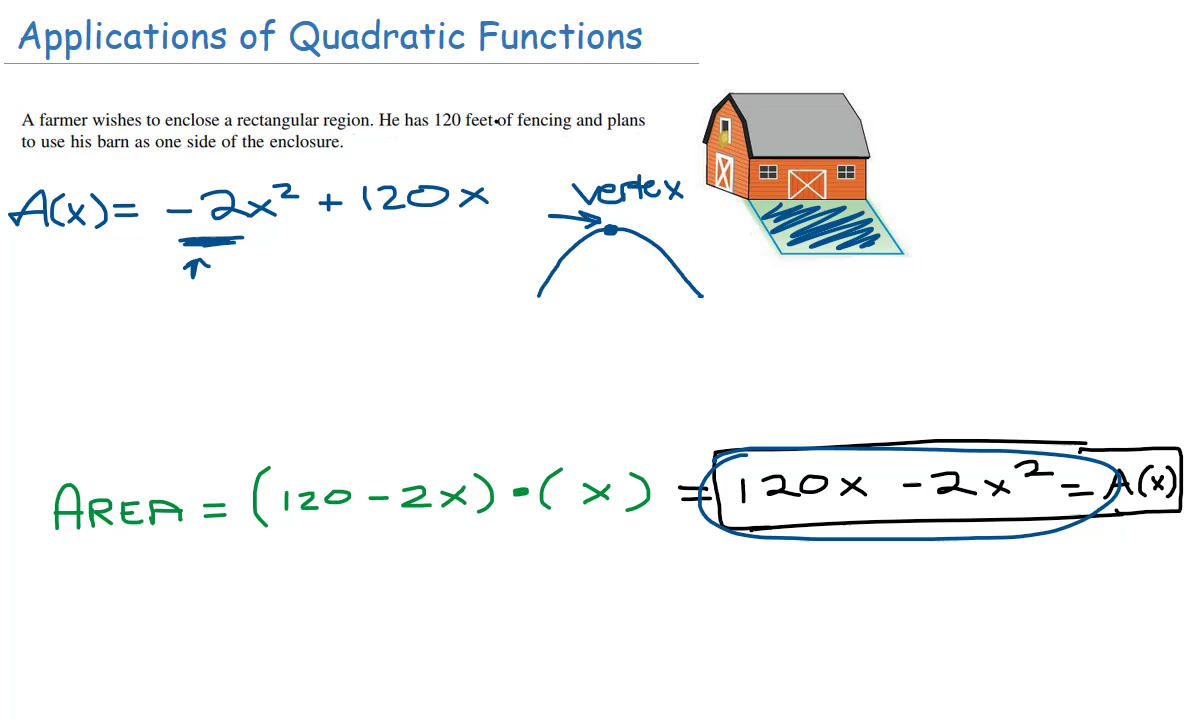 Applications of Quadratic Functions
A farmer wishes to enclose a rectangular region. He has 120 feet of fencing and plans
to use his barn as one side of the enclosure.
A(x) = -2x² + 120x
vertex
AREA = (120 - 2x) · (x) = 120x - 2x² = A(x)